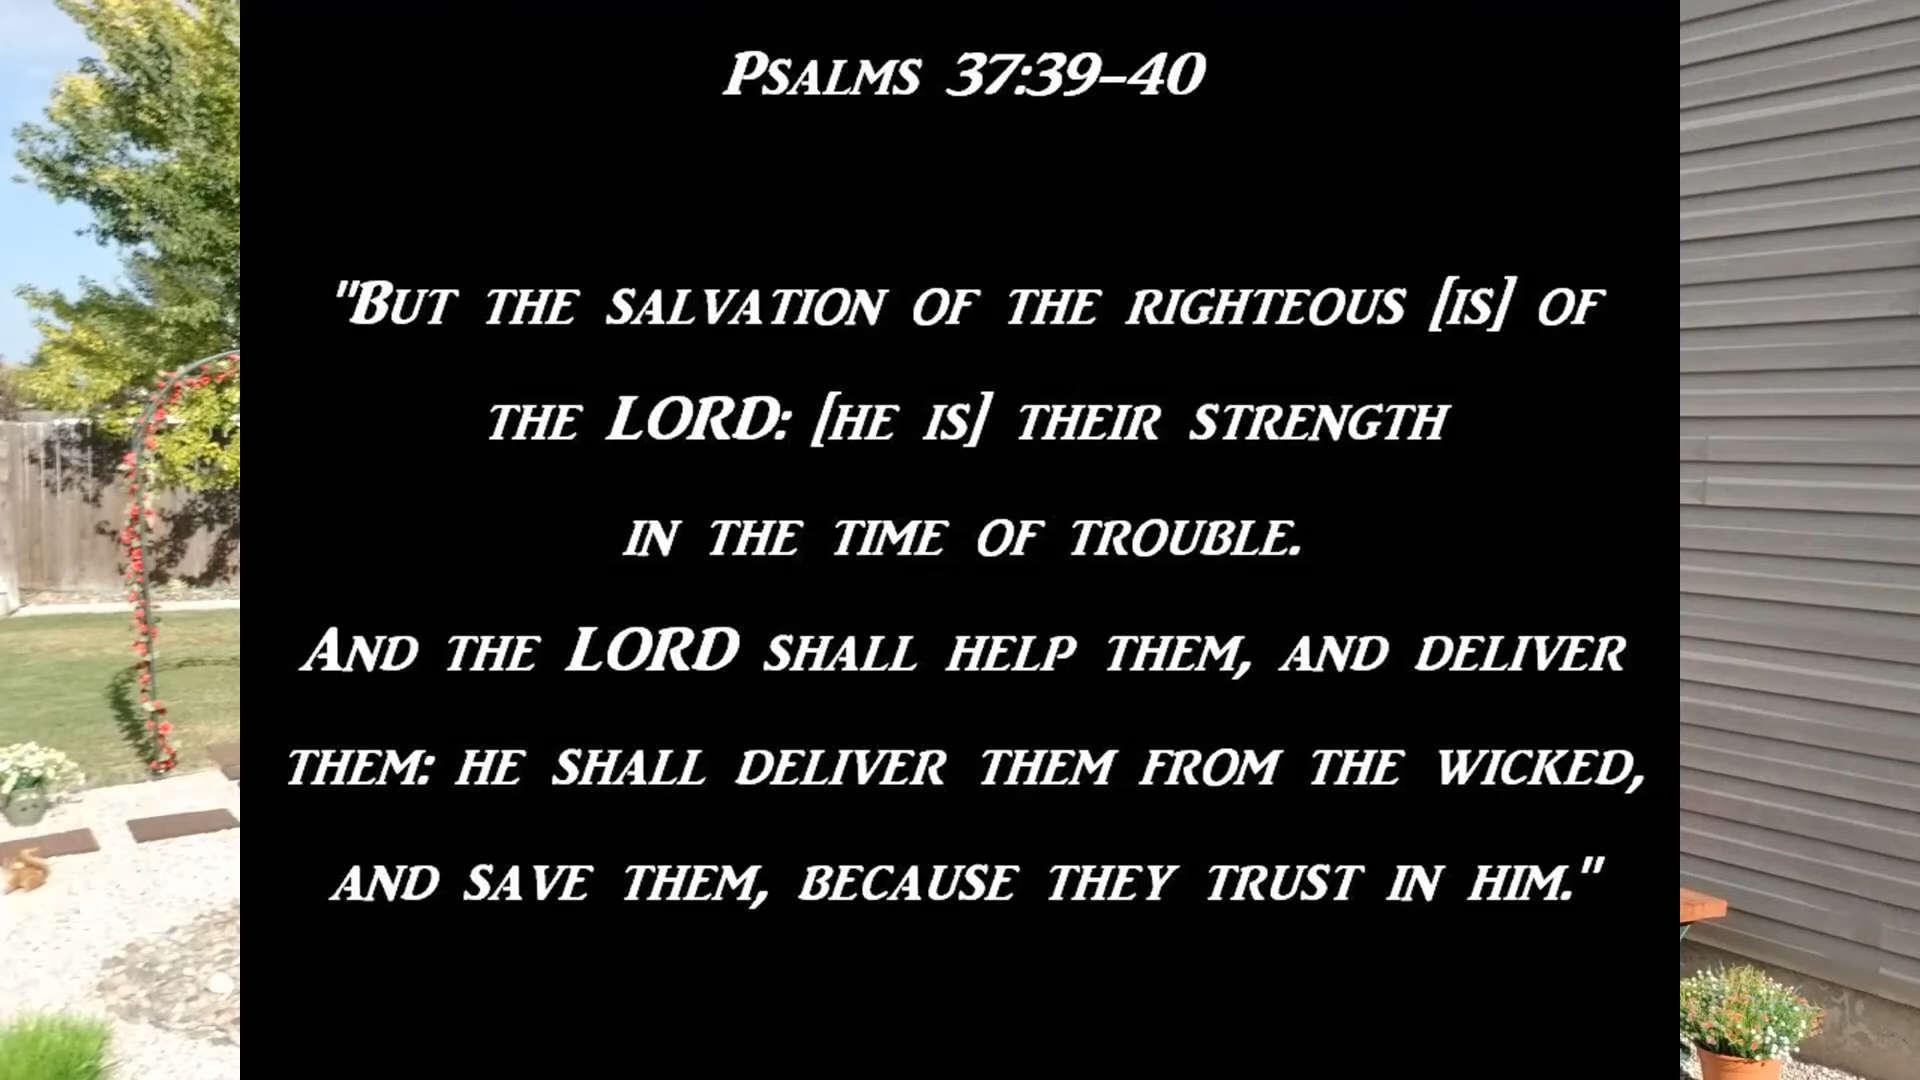 Psalms 37:39–40
"But the salvation of the righteous [is] of
the LORD: [he is] their strength
in the time of trouble.
And the LORD shall help them, and deliver
them: he shall deliver them from the wicked,
and save them, because they trust in him."